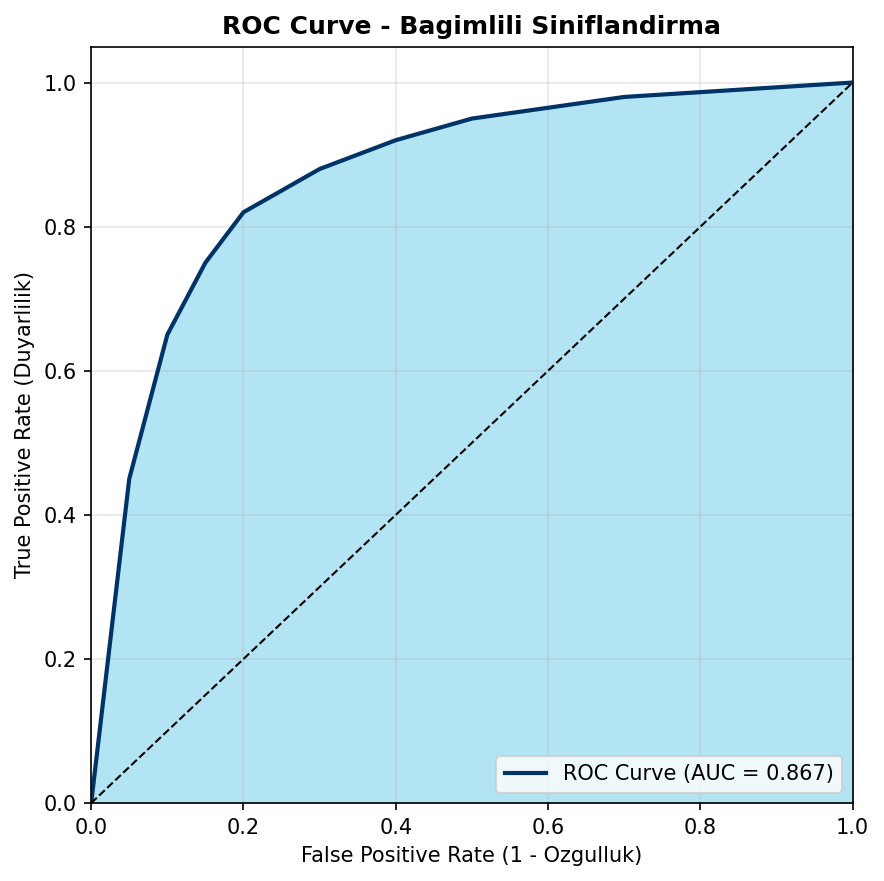 ROC Curve - Bagimlili Siniflandirma
True Positive Rate (Duyarlilik)
1.0
0.8
0.6
0.4
0.2
0.0
ROC Curve (AUC = 0.867)
0.0 0.2 0.4 0.6 0.8 1.0
False Positive Rate (1 - Ozgulluk)